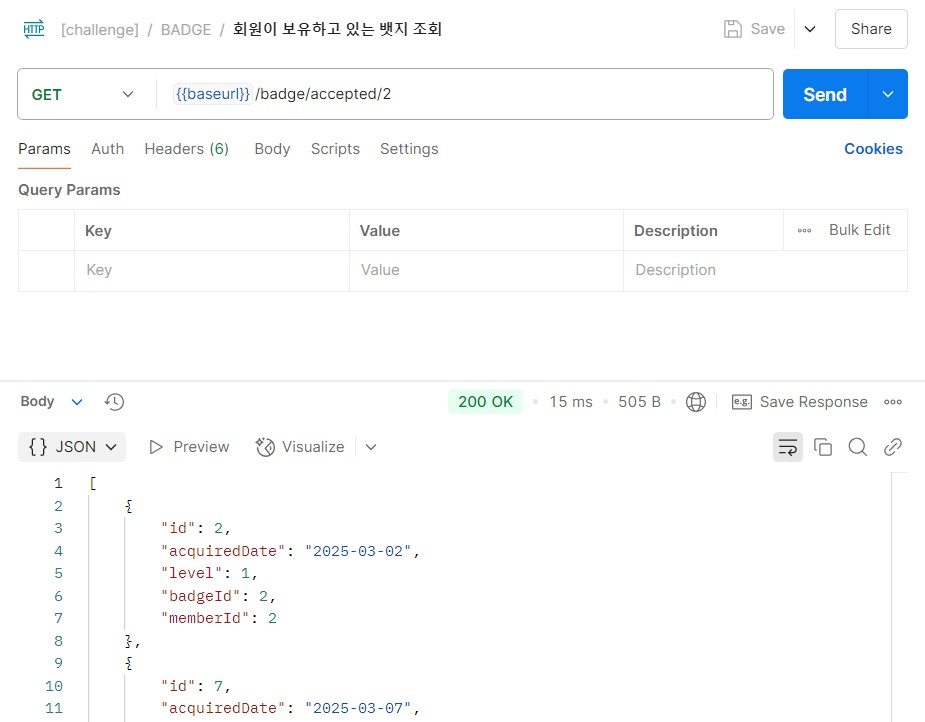 HTTP [challenge] / BADGE / 회원이 보유하고 있는 뱃지 조회 Save Share
GET {{baseurl}} /badge/accepted/2 Send
Params Auth Headers (6) Body Scripts Settings Cookies
Query Params
Key Value Description Bulk Edit
Key Value Description
Body 200 OK 15 ms 505 B e.g. Save Response
{} JSON Preview Visualize
1 [
2 {
3 "id": 2,
4 "acquiredDate": "2025-03-02",
5 "level": 1,
6 "badgeId": 2,
7 "memberId": 2
8 },
9 {
10 "id": 7,
11 "acquiredDate": "2025-03-07",